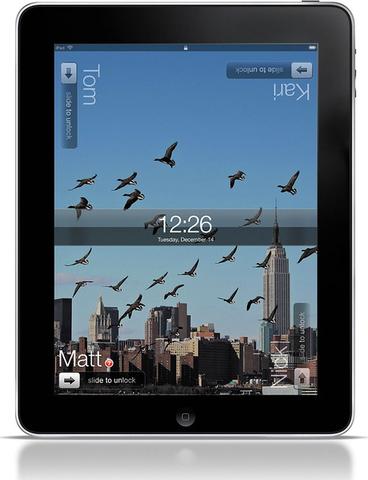 iPad
Tom
slide to unlock
Kari
slide to unlock
12:26
Tuesday, December 14
Matt
slide to unlock
Nick
slide to unlock